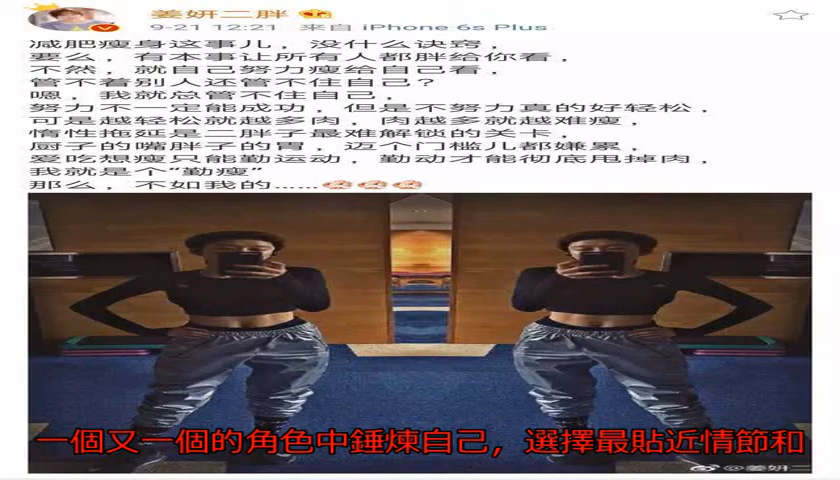 姜妍二胖
9-21 12:21 来自 iPhone 6s Plus
减肥瘦身这事儿，没什么诀窍，
要么，有本事让所有人都胖给你看，
不然，就自己努力瘦给自己看，
管不着别人还管不住自己？
嗯，我就总管不住自己，
努力不一定能成功，但是不努力真的好轻松，
可是越轻松就越多肉，肉越多就越难瘦，
惰性拖延是二胖子最难解锁的关卡，
厨子的嘴胖子的胃，迈个门槛儿都嫌累，
爱吃想瘦只能勤运动，勤动才能彻底甩掉肉，
我就是个“勤瘦”
那么，不如我的......
一個又一個的角色中錘煉自己，選擇最貼近情節和
@姜妍二